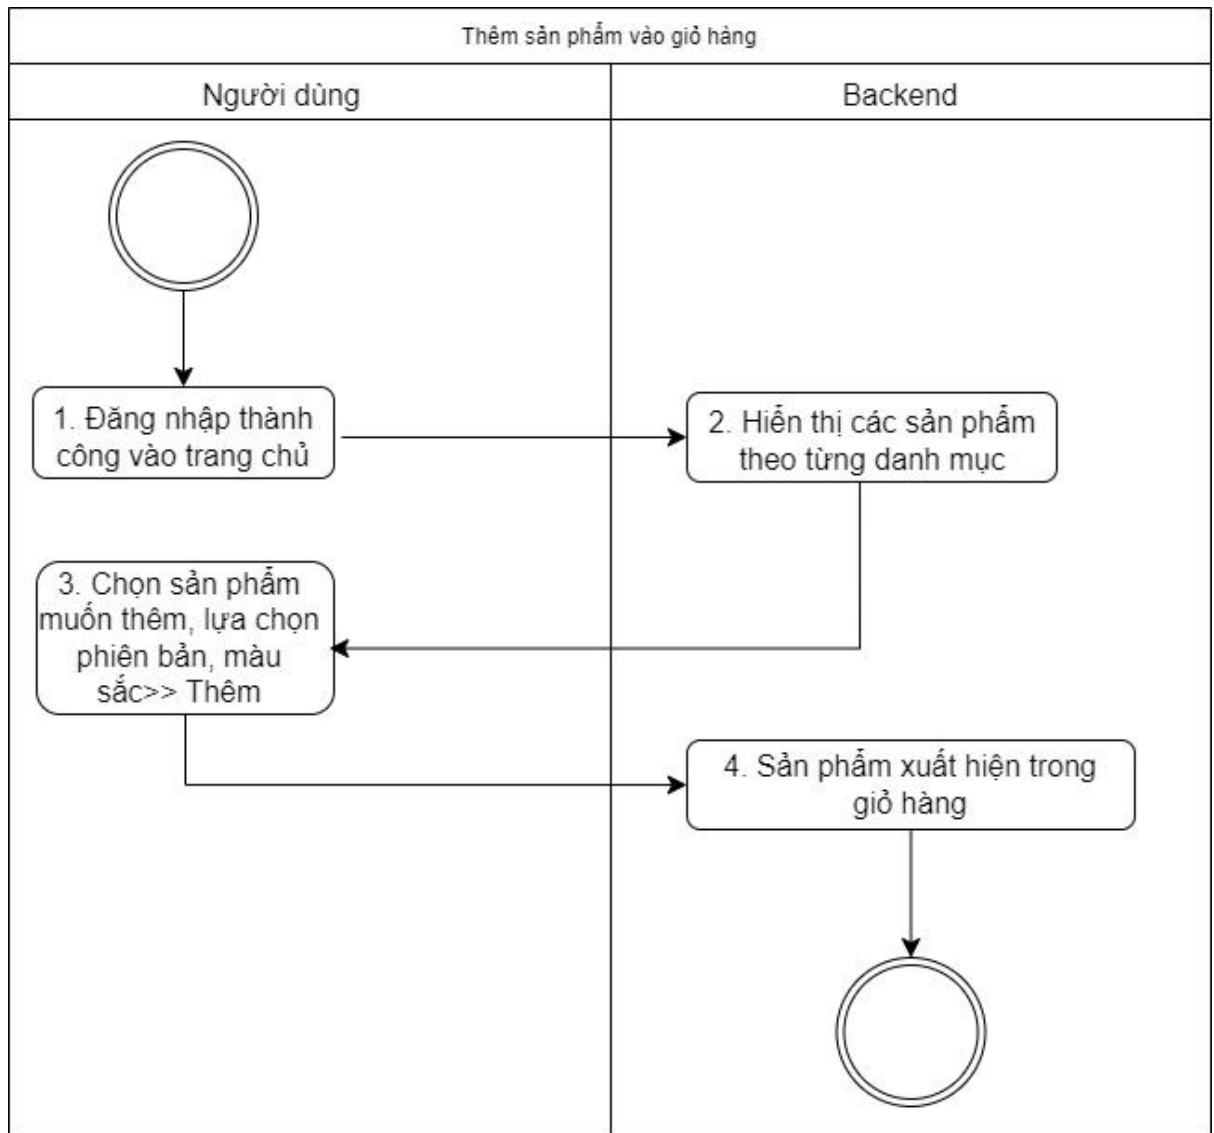 Thêm sản phẩm vào giỏ hàng
Người dùng
Backend
1. Đăng nhập thành
công vào trang chủ
2. Hiển thị các sản phẩm
theo từng danh mục
3. Chọn sản phẩm
muốn thêm, lựa chọn
phiên bản, màu
sắc>> Thêm
4. Sản phẩm xuất hiện trong
giỏ hàng